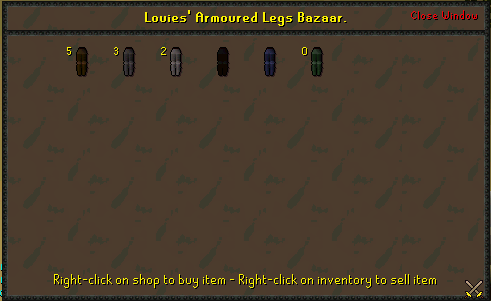 Louies' Armoured Legs Bazaar.
Close Window
5 3 2 0
Right-click on shop to buy item - Right-click on inventory to sell item